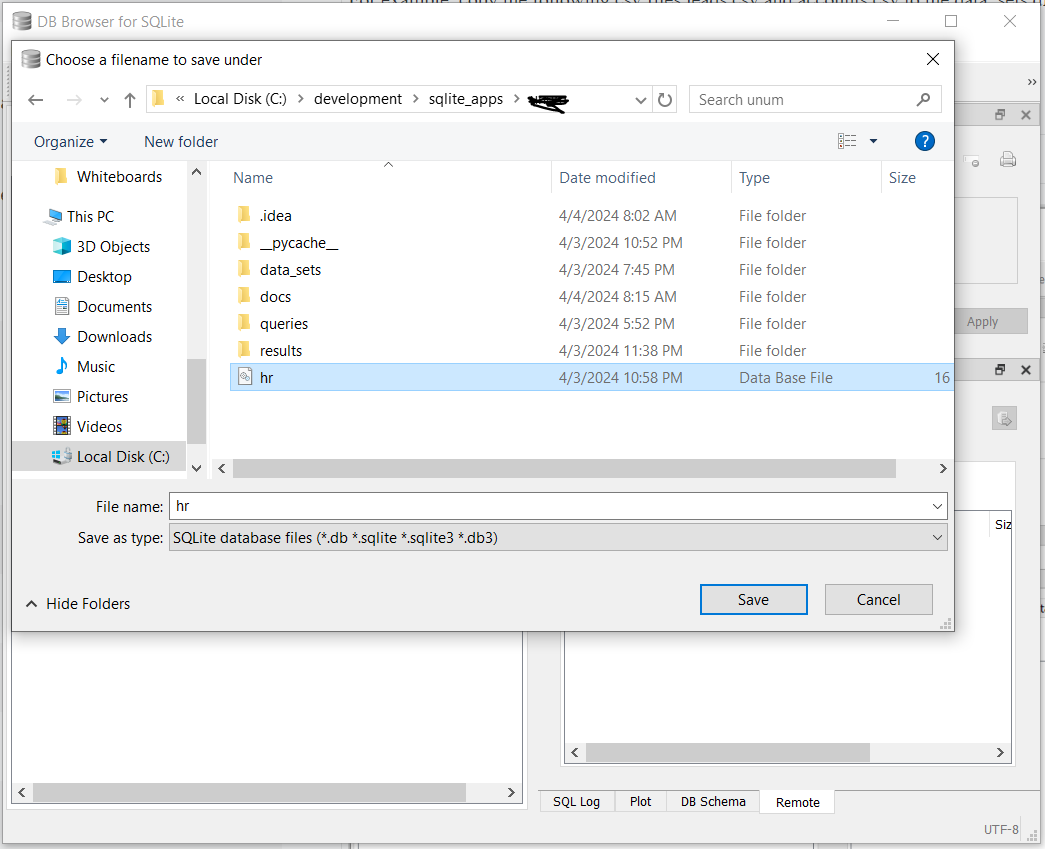 DB Browser for SQLite
Choose a filename to save under
« Local Disk (C:) > development > sqlite_apps >
Search unum
Organize
New folder
?
Name
Date modified
Type
Size
Whiteboards
This PC
3D Objects
Desktop
Documents
Downloads
Music
Pictures
Videos
Local Disk (C:)
.idea 4/4/2024 8:02 AM File folder
__pycache__ 4/3/2024 10:52 PM File folder
data_sets 4/3/2024 7:45 PM File folder
docs 4/4/2024 8:15 AM File folder
queries 4/3/2024 5:52 PM File folder
results 4/3/2024 11:38 PM File folder
hr 4/3/2024 10:58 PM Data Base File 16
File name: hr
Save as type: SQLite database files (*.db *.sqlite *.sqlite3 *.db3)
Hide Folders
Save
Cancel
Apply
Siz
SQL Log
Plot
DB Schema
Remote
UTF-8